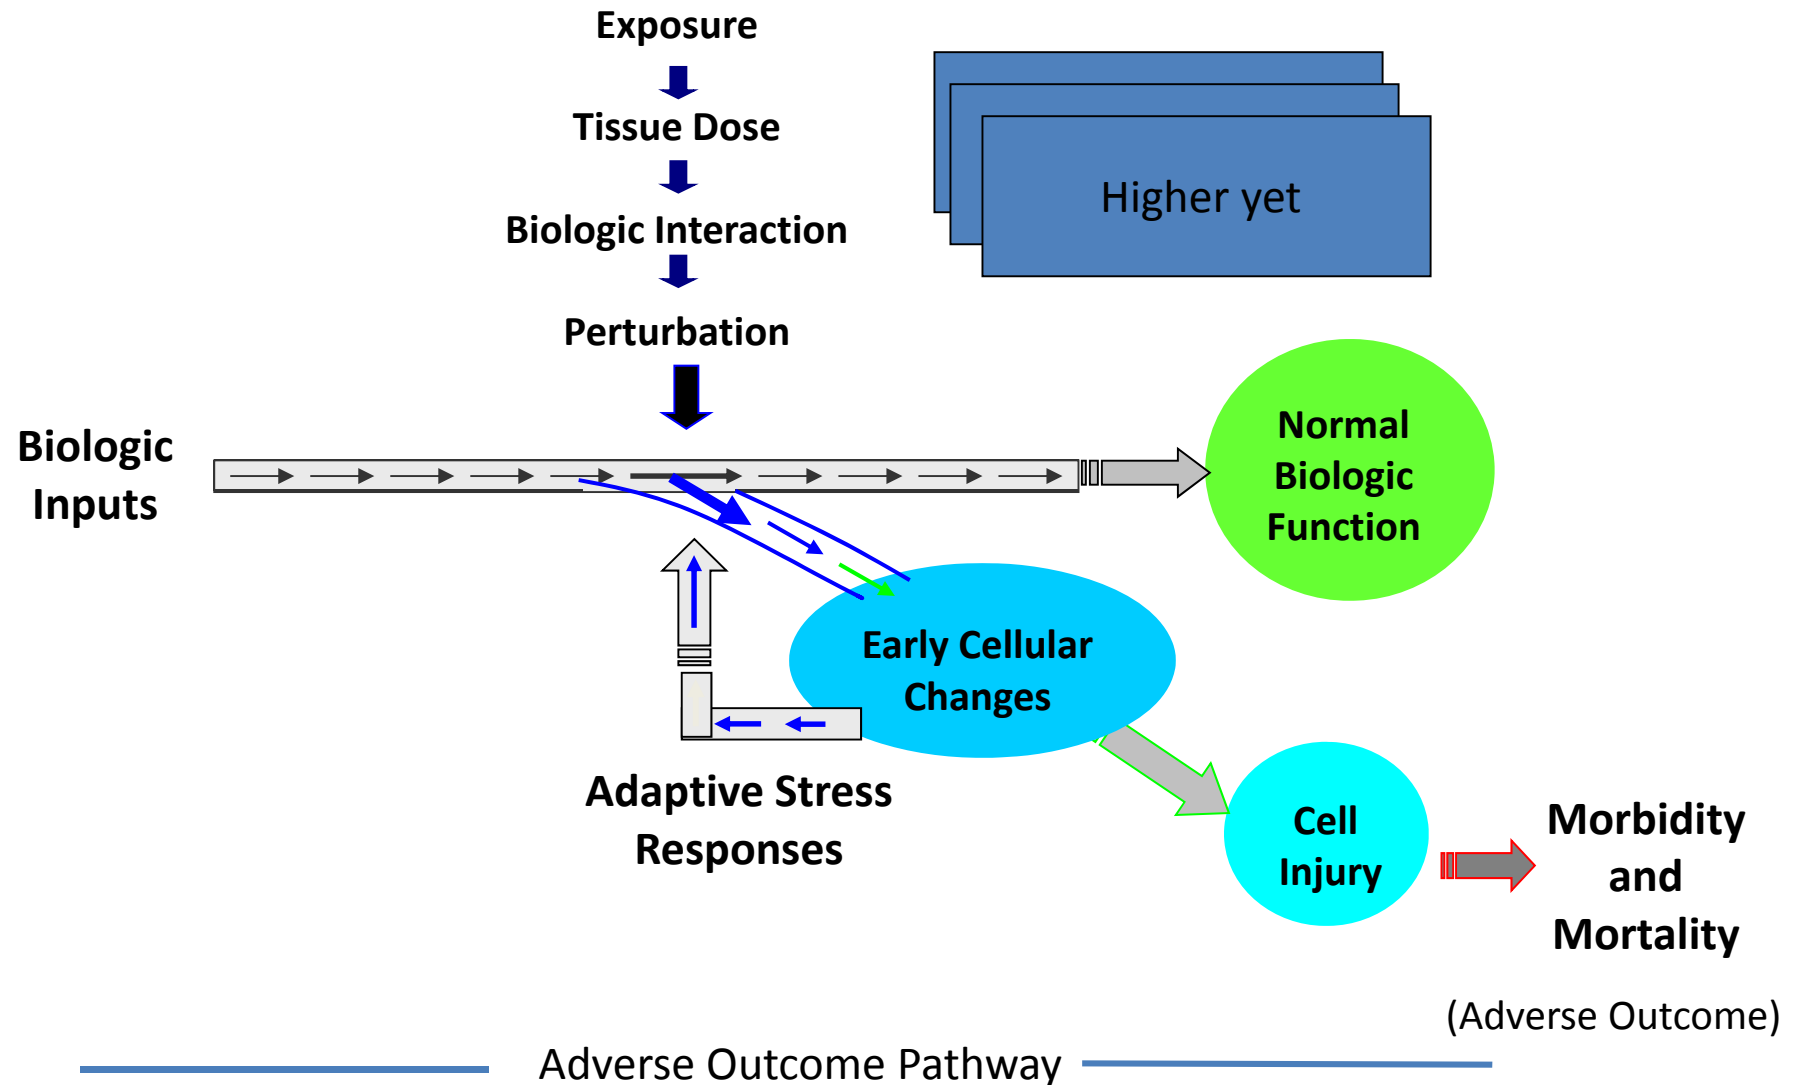 Exposure
Tissue Dose
Biologic Interaction
Perturbation
Higher yet
Biologic
Inputs
Normal
Biologic
Function
Early Cellular
Changes
Adaptive Stress
Responses
Cell
Injury
Morbidity
and
Mortality
(Adverse Outcome)
Adverse Outcome Pathway